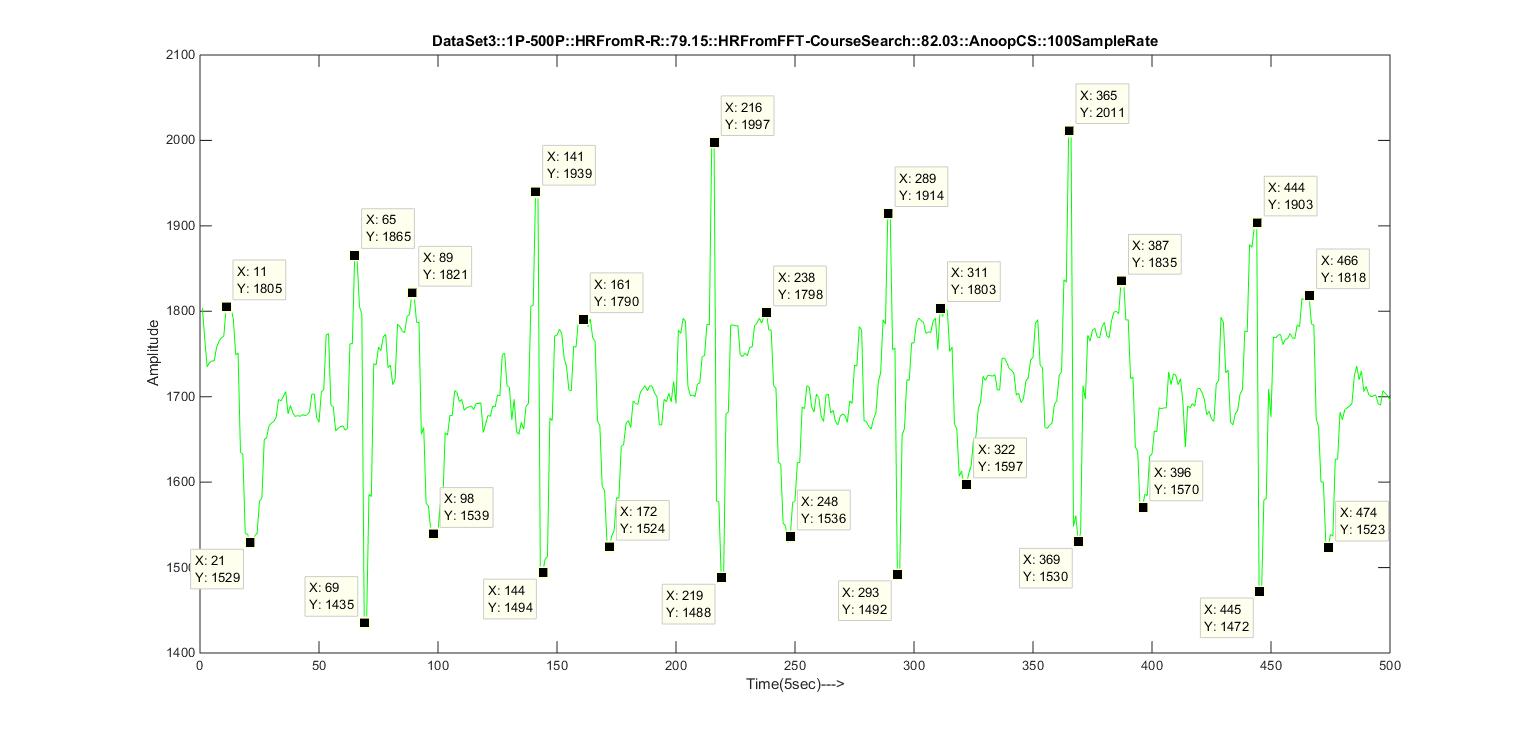 DataSet3::1P-500P::HRFromR-R::79.15::HRFromFFT-CourseSearch::82.03::AnoopCS::100SampleRate
2100
2000
1900
1800
1700
1600
1500
1400
Amplitude
X: 11
Y: 1805
X: 21
Y: 1529
X: 65
Y: 1865
X: 69
Y: 1435
X: 89
Y: 1821
X: 98
Y: 1539
X: 141
Y: 1939
X: 144
Y: 1494
X: 161
Y: 1790
X: 172
Y: 1524
X: 216
Y: 1997
X: 219
Y: 1488
X: 238
Y: 1798
X: 248
Y: 1536
X: 289
Y: 1914
X: 293
Y: 1492
X: 311
Y: 1803
X: 322
Y: 1597
X: 365
Y: 2011
X: 369
Y: 1530
X: 387
Y: 1835
X: 396
Y: 1570
X: 444
Y: 1903
X: 445
Y: 1472
X: 466
Y: 1818
X: 474
Y: 1523
0 50 100 150 200 250 300 350 400 450 500
Time(5sec)--->